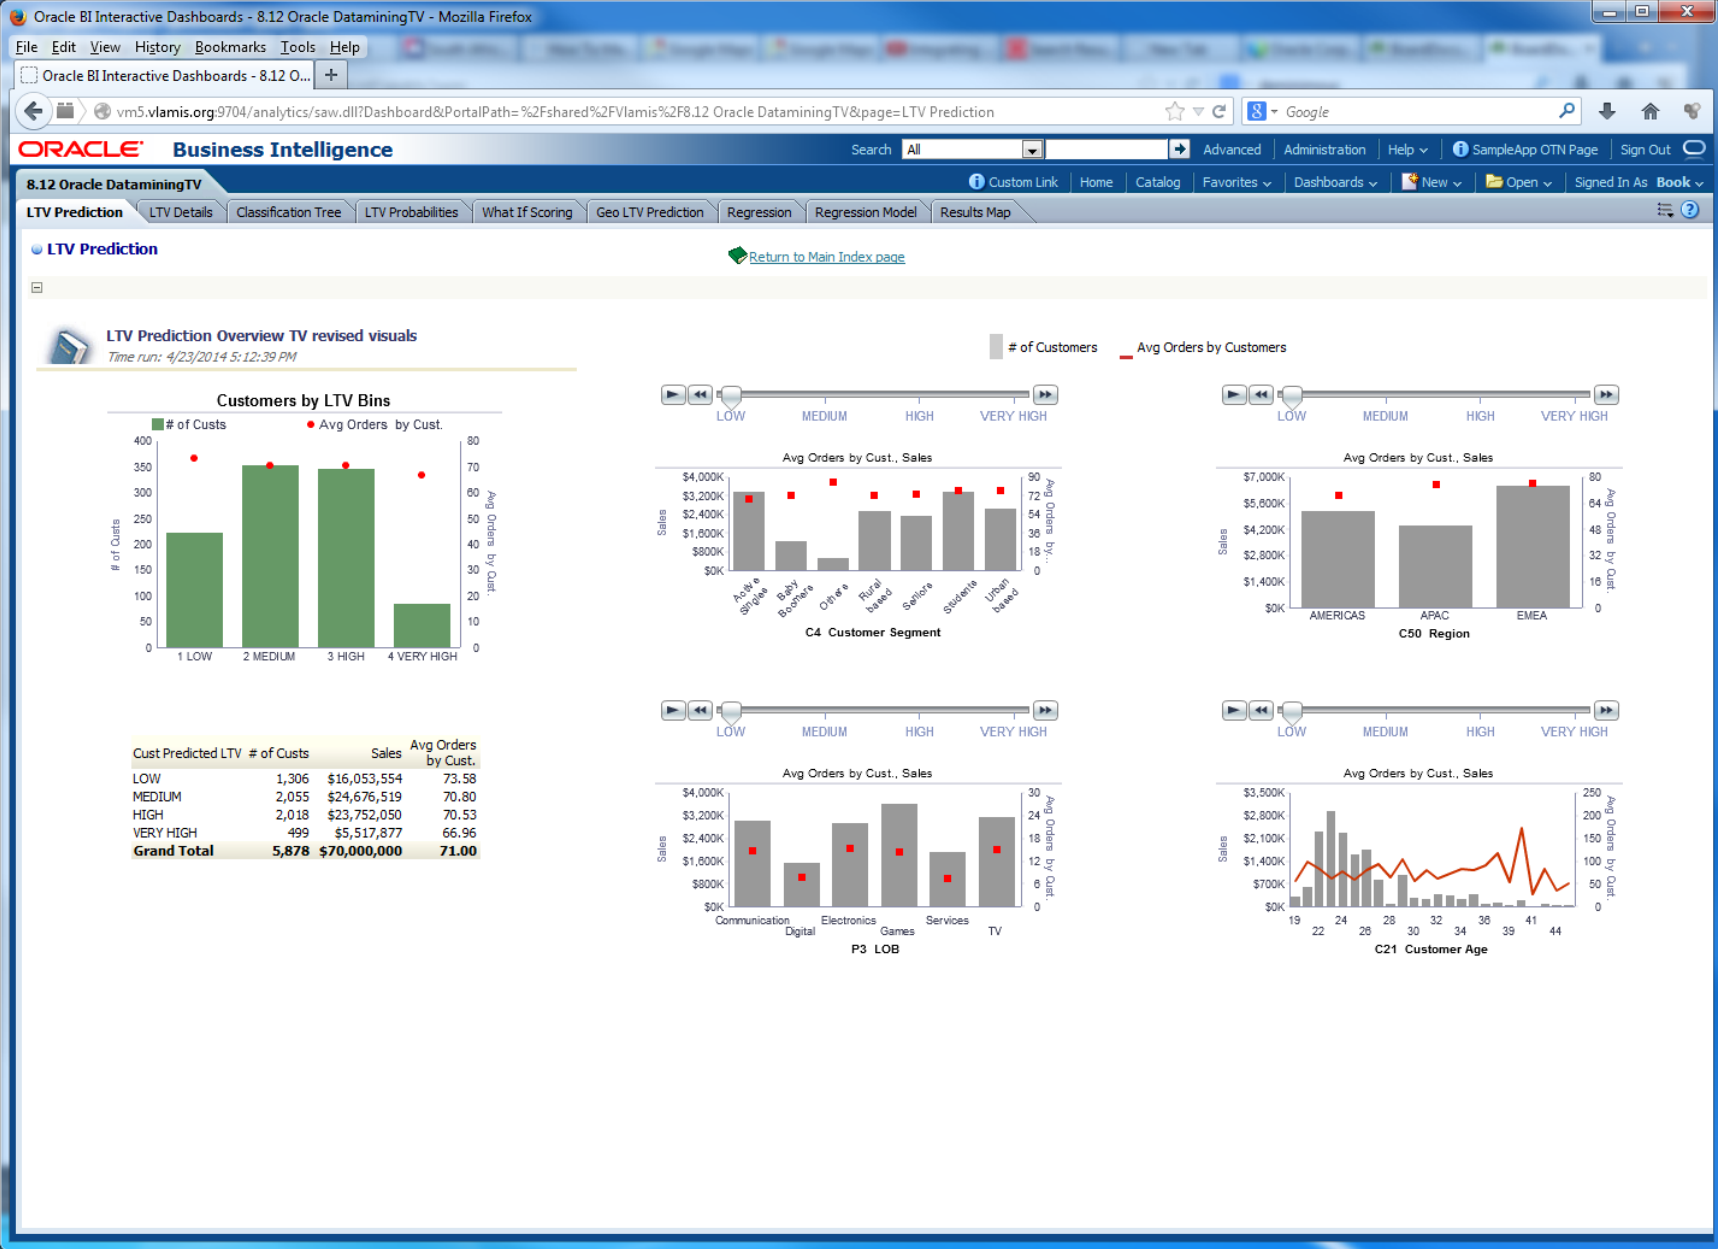 Oracle BI Interactive Dashboards - 8.12 Oracle DataminingTV - Mozilla Firefox
File Edit View History Bookmarks Tools Help
Oracle BI Interactive Dashboards - 8.12 O... +
vm5.vlamis.org:9704/analytics/saw.dll?Dashboard&PortalPath=%2Fshared%2FVlamis%2F8.12 Oracle DataminingTV&page=LTV Prediction
8 Google
ORACLE Business Intelligence Search All Advanced Administration Help SampleApp OTN Page Sign Out
8.12 Oracle DataminingTV Custom Link Home Catalog Favorites Dashboards New Open Signed In As Book
LTV Prediction LTV Details Classification Tree LTV Probabilities What If Scoring Geo LTV Prediction Regression Regression Model Results Map
LTV Prediction
Return to Main Index page
LTV Prediction Overview TV revised visuals
Time run: 4/23/2014 5:12:39 PM
# of Customers Avg Orders by Customers
Customers by LTV Bins
# of Custs Avg Orders by Cust.
400 80
350 70
300 60
250 50
200 40
150 30
100 20
50 10
0 0
# of Custs
Avg Orders by Cust.
1 LOW 2 MEDIUM 3 HIGH 4 VERY HIGH
Cust Predicted LTV # of Custs Sales Avg Orders by Cust.
LOW 1,306 $16,053,554 73.58
MEDIUM 2,055 $24,676,519 70.80
HIGH 2,018 $23,752,050 70.53
VERY HIGH 499 $5,517,877 66.96
Grand Total 5,878 $70,000,000 71.00
LOW MEDIUM HIGH VERY HIGH
Avg Orders by Cust., Sales
$4,000K 90
$3,200K 72
$2,400K 54
$1,600K 36
$800K 18
$0K 0
Sales
Avg Orders by...
Active Singles Baby Boomers Others Rural based Seniors Students Urban based
C4 Customer Segment
LOW MEDIUM HIGH VERY HIGH
Avg Orders by Cust., Sales
$7,000K 80
$5,600K 64
$4,200K 48
$2,800K 32
$1,400K 16
$0K 0
Sales
Avg Orders by Cust.
AMERICAS APAC EMEA
C50 Region
LOW MEDIUM HIGH VERY HIGH
Avg Orders by Cust., Sales
$4,000K 30
$3,200K 24
$2,400K 18
$1,600K 12
$800K 6
$0K 0
Sales
Avg Orders by Cust.
Communication Digital Electronics Games Services TV
P3 LOB
LOW MEDIUM HIGH VERY HIGH
Avg Orders by Cust., Sales
$3,500K 250
$2,800K 200
$2,100K 150
$1,400K 100
$700K 50
$0K 0
Sales
Avg Orders by Cust.
19 22 24 26 28 30 32 34 36 39 41 44
C21 Customer Age